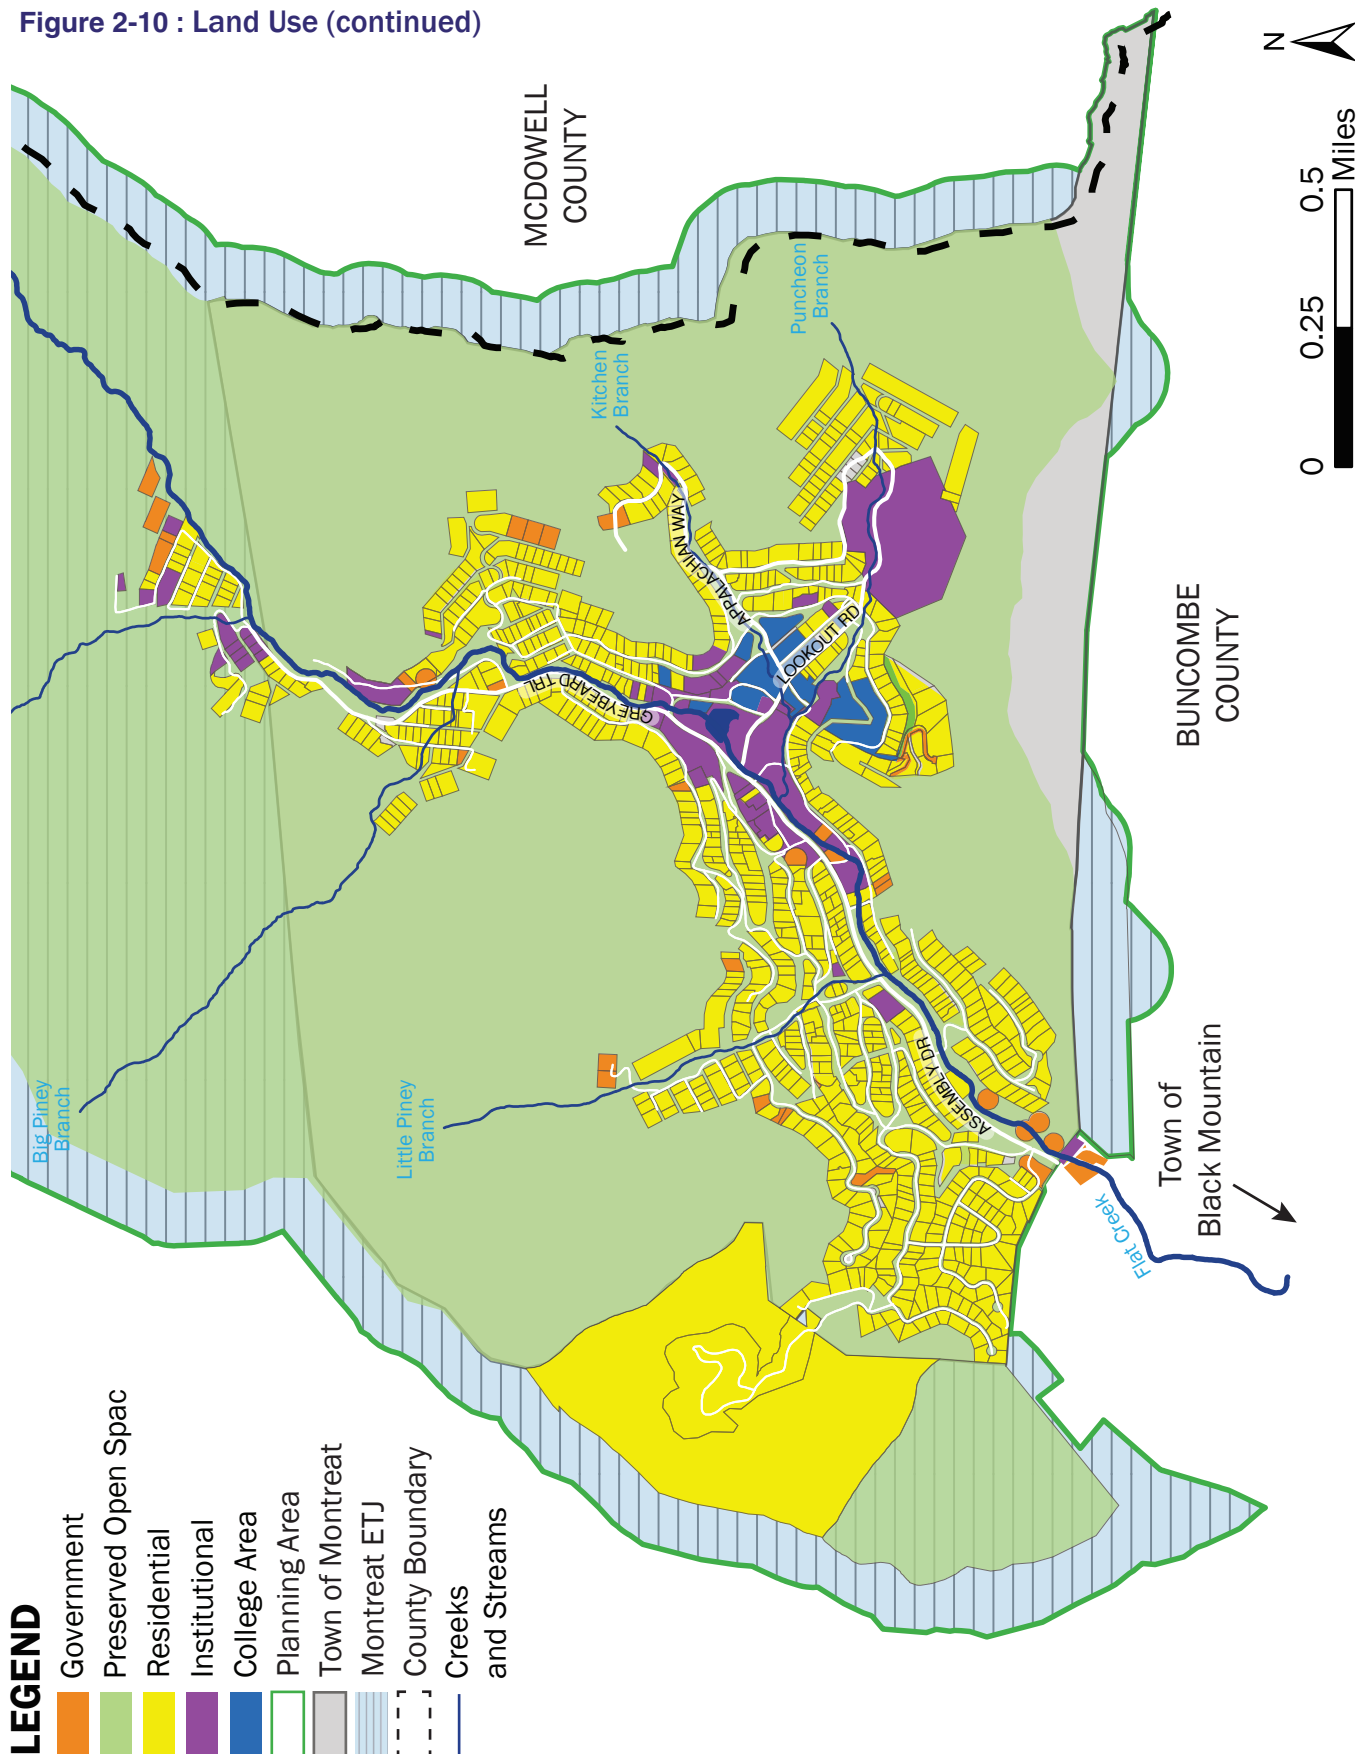 Figure 2-10 : Land Use (continued)
N
MCDOWELL
COUNTY
0
0.25
0.5
Miles
Puncheon
Branch
Kitchen
Branch
APPALACHIAN WAY
LOOKOUT RD
GREYBEARD TRL
BUNCOMBE
COUNTY
ASSEMBLY DR
Big Piney
Branch
Little Piney
Branch
Flat Creek
Town of
Black Mountain
LEGEND
Government
Preserved Open Spac
Residential
Institutional
College Area
Planning Area
Town of Montreat
Montreat ETJ
County Boundary
Creeks
and Streams